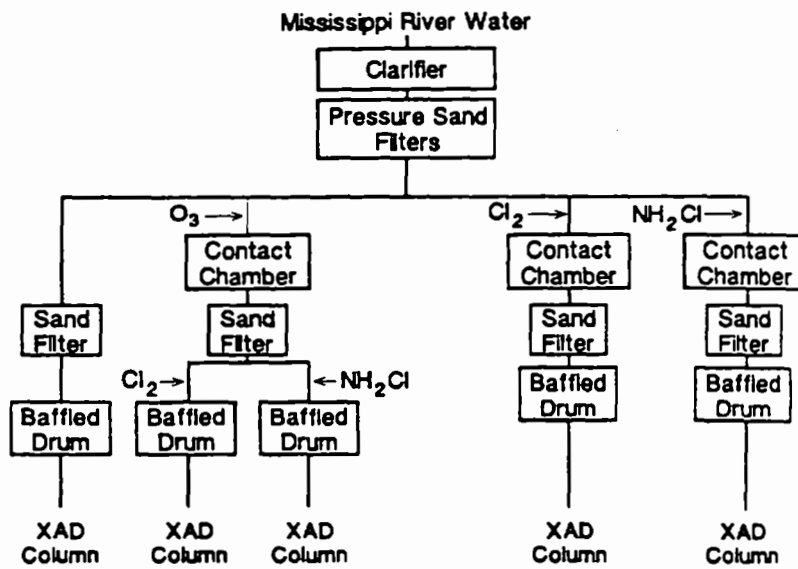 Mississippi River Water
Clarifier
Pressure Sand
Filters
O3
Cl2
NH2Cl
Contact
Chamber
Contact
Chamber
Contact
Chamber
Sand
Filter
Sand
Filter
Sand
Filter
Sand
Filter
Cl2
NH2Cl
Baffled
Drum
Baffled
Drum
Baffled
Drum
Baffled
Drum
Baffled
Drum
XAD
Column
XAD
Column
XAD
Column
XAD
Column
XAD
Column